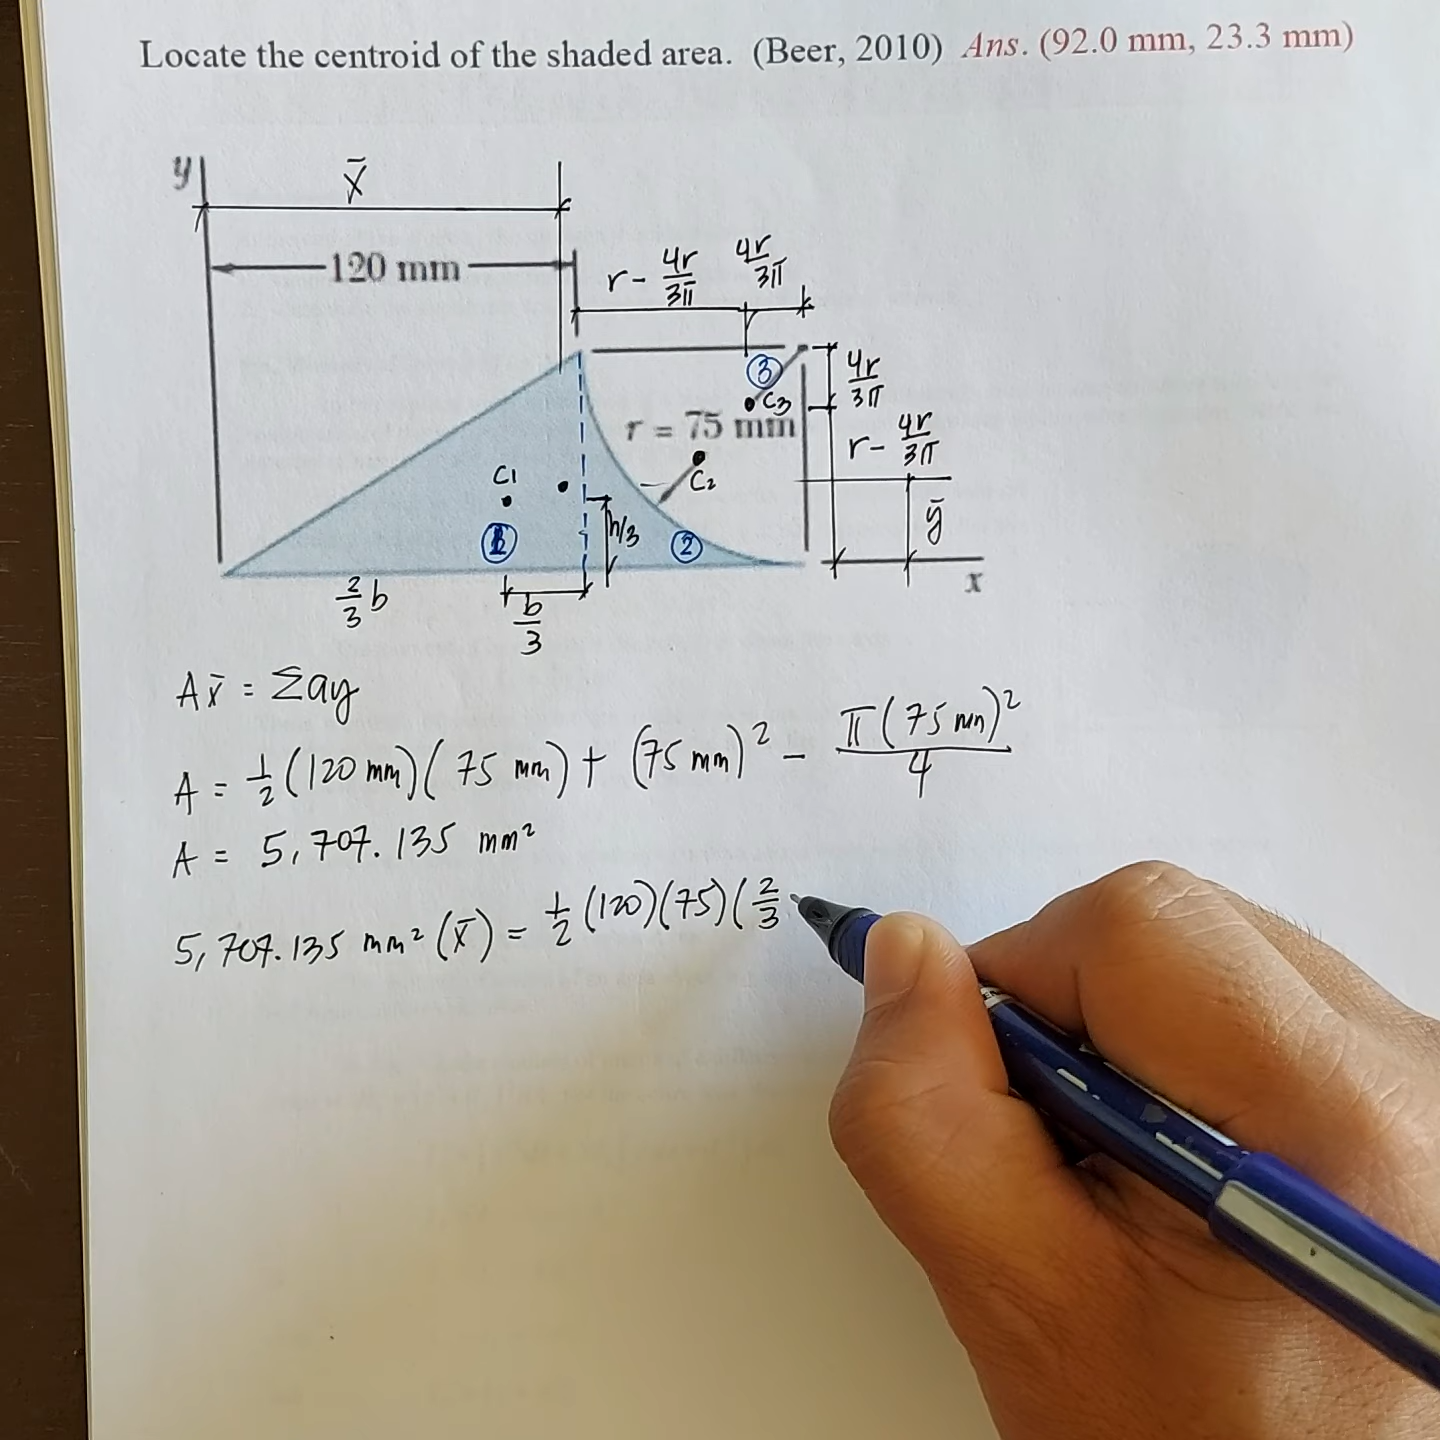 Locate the centroid of the shaded area. (Beer, 2010) Ans. (92.0 mm, 23.3 mm)
y
x̄
120 mm
r - 4r/3π 4r/3π
3
C3
4r/3π
r = 75 mm
r - 4r/3π
C1
C2
ȳ
h/3
1
2
x
2/3 b
b/3
Ax̄ = Σay
A = 1/2 (120 mm)(75 mm) + (75 mm)² - π(75 mm)²/4
A = 5,707.135 mm²
5,707.135 mm² (x̄) = 1/2 (120)(75)(2/3